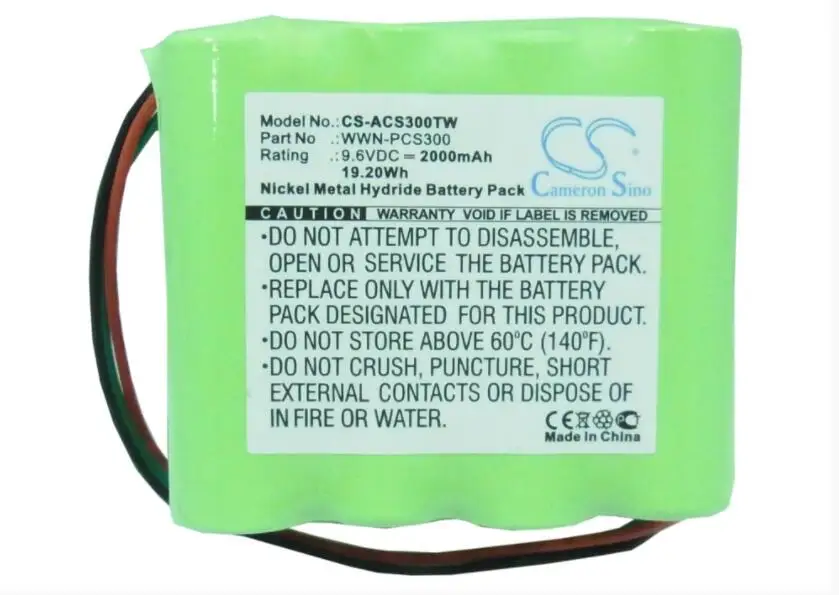 Model No.:CS-ACS300TW
Part No .:WWN-PCS300
Rating .:9.6VDC = 2000mAh
19.20Wh
Nickel Metal Hydride Battery Pack
CS
Cameron Sino
CAUTION WARRANTY VOID IF LABEL IS REMOVED
•DO NOT ATTEMPT TO DISASSEMBLE,
OPEN OR SERVICE THE BATTERY PACK.
•REPLACE ONLY WITH THE BATTERY
PACK DESIGNATED FOR THIS PRODUCT.
•DO NOT STORE ABOVE 60°C (140°F).
•DO NOT CRUSH, PUNCTURE, SHORT
EXTERNAL CONTACTS OR DISPOSE OF
IN FIRE OR WATER.
CE
Made In China